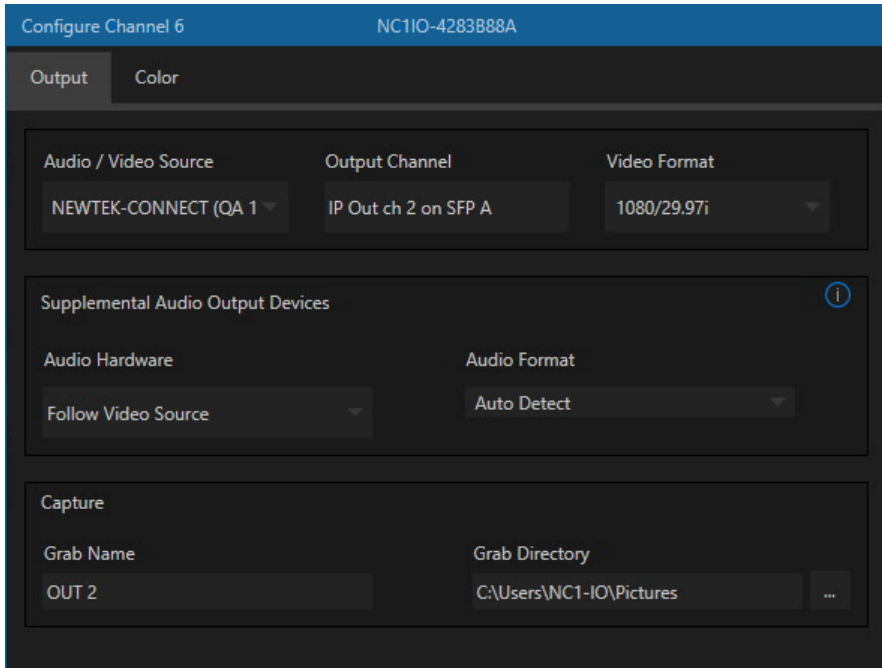 Configure Channel 6 NC1IO-4283B88A
Output Color
Audio / Video Source Output Channel Video Format
NEWTEK-CONNECT (QA 1 IP Out ch 2 on SFP A 1080/29.97i
Supplemental Audio Output Devices i
Audio Hardware Audio Format
Follow Video Source Auto Detect
Capture
Grab Name Grab Directory
OUT 2 C:\Users\NC1-IO\Pictures ...